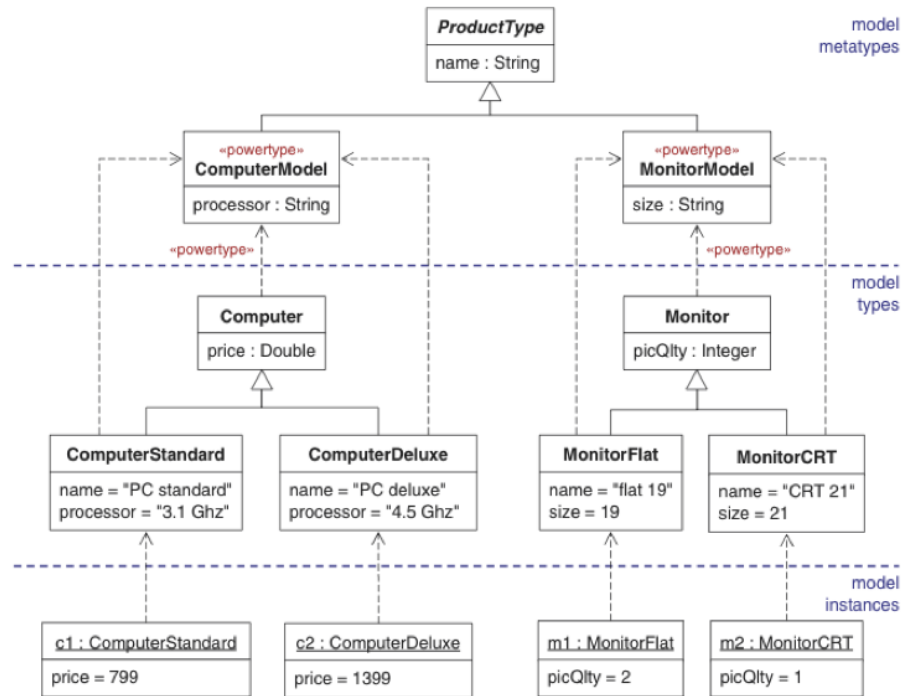 ProductType
name : String
model
metatypes
«powertype»
ComputerModel
processor : String
«powertype»
MonitorModel
size : String
«powertype»
«powertype»
model
types
Computer
price : Double
Monitor
picQlty : Integer
ComputerStandard
name = "PC standard"
processor = "3.1 Ghz"
ComputerDeluxe
name = "PC deluxe"
processor = "4.5 Ghz"
MonitorFlat
name = "flat 19"
size = 19
MonitorCRT
name = "CRT 21"
size = 21
model
instances
c1 : ComputerStandard
price = 799
c2 : ComputerDeluxe
price = 1399
m1 : MonitorFlat
picQlty = 2
m2 : MonitorCRT
picQlty = 1